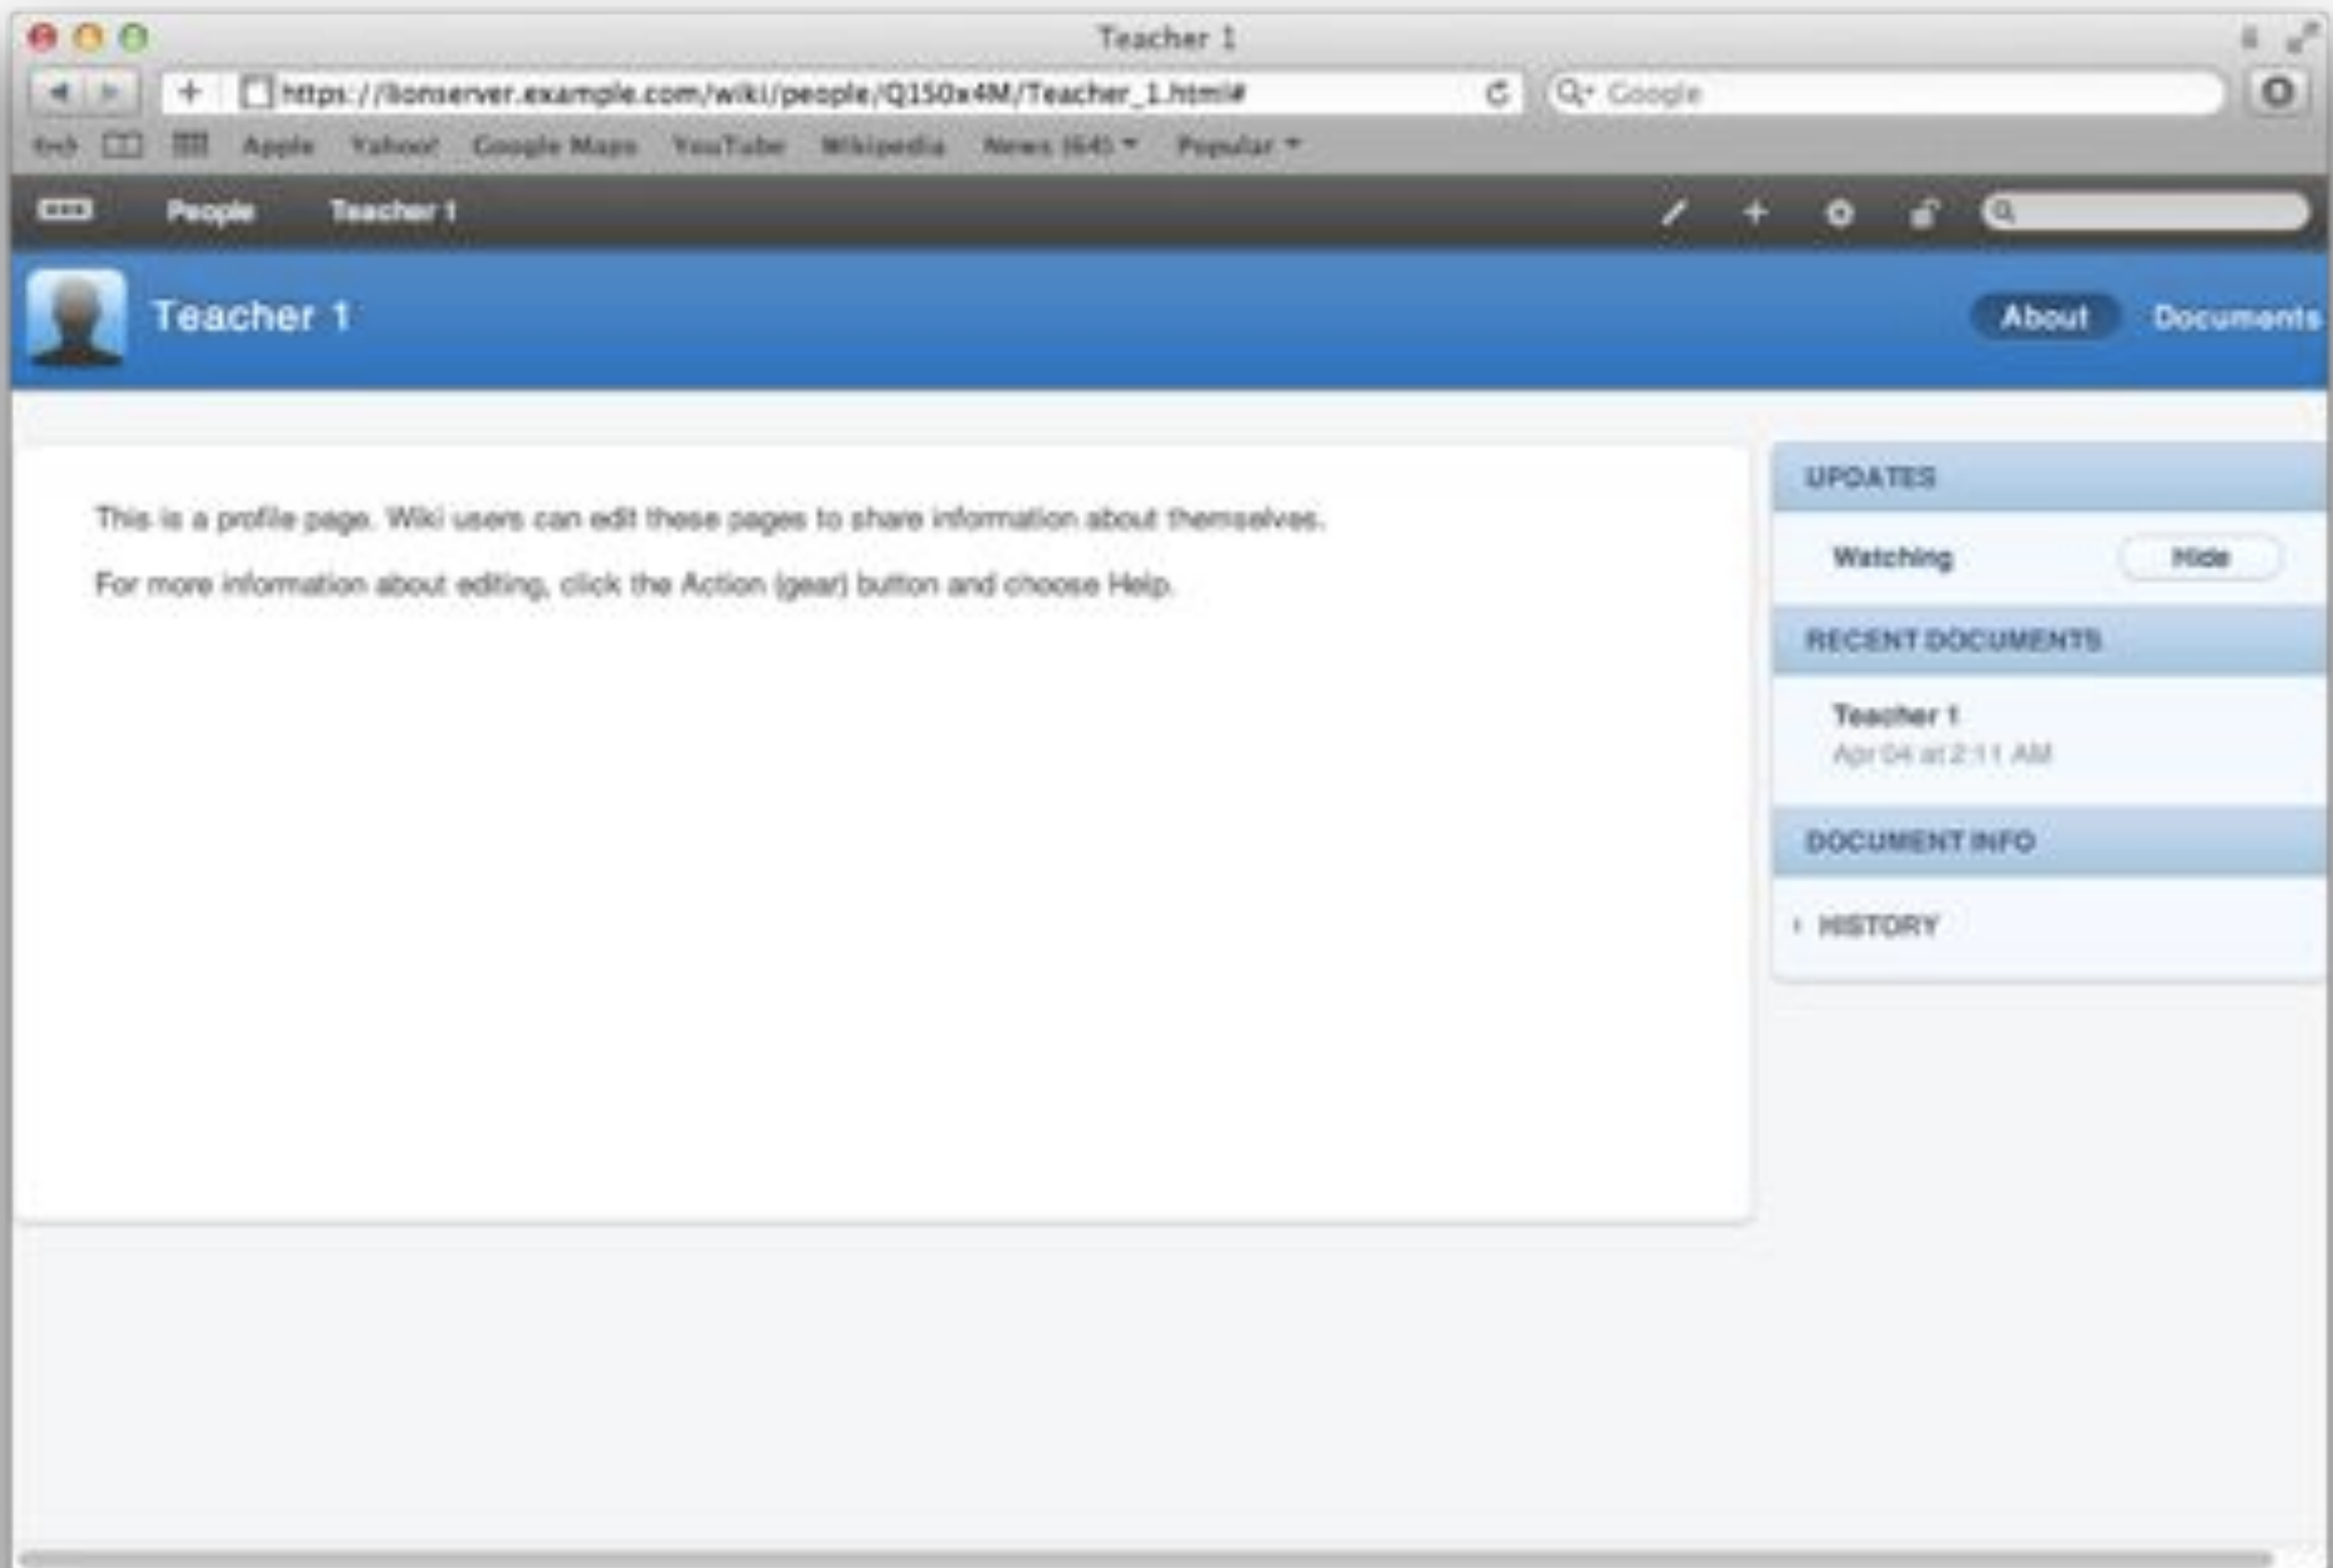 Teacher 1
https://lionserver.example.com/wiki/people/Q150x4M/Teacher_1.html#
Google
Apple Yahoo! Google Maps YouTube Wikipedia News (64) Popular
People Teacher 1
Teacher 1
About Documents
This is a profile page. Wiki users can edit these pages to share information about themselves.
For more information about editing, click the Action (gear) button and choose Help.
UPDATES
Watching Hide
RECENT DOCUMENTS
Teacher 1
Apr 04 at 2:11 AM
DOCUMENT INFO
HISTORY